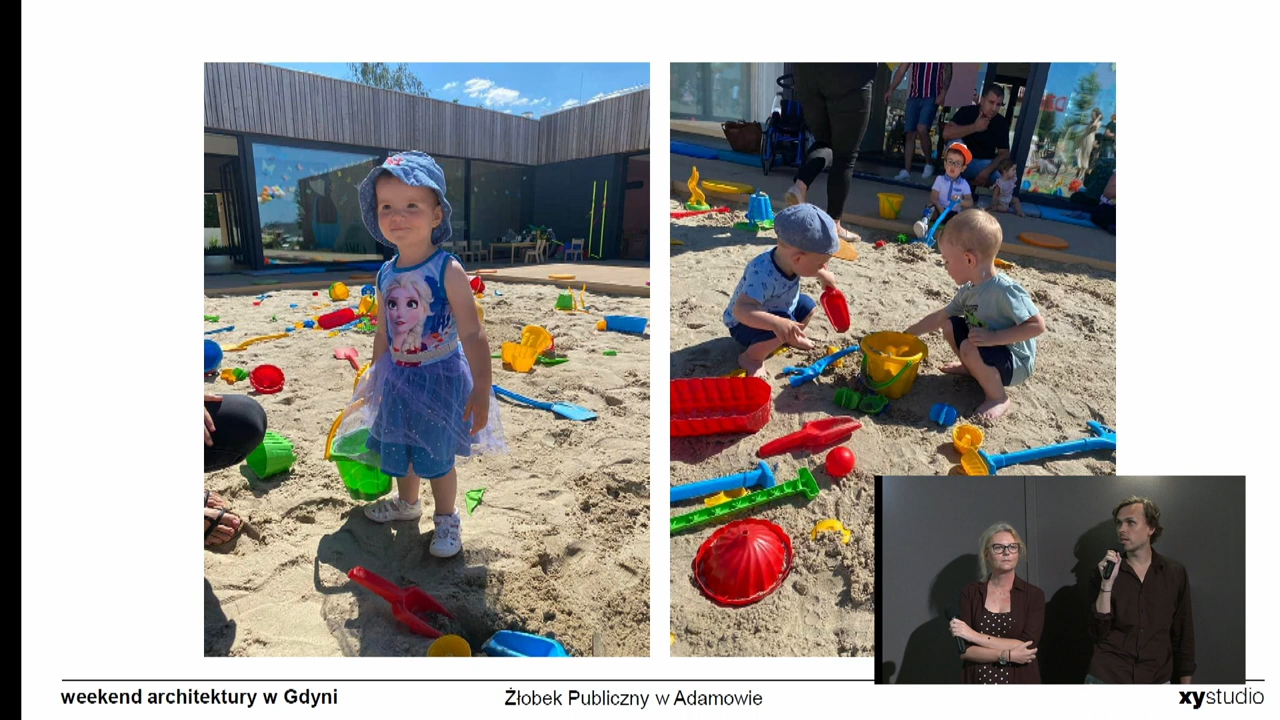 weekend architektury w Gdyni
Żłobek Publiczny w Adamowie
xystudio